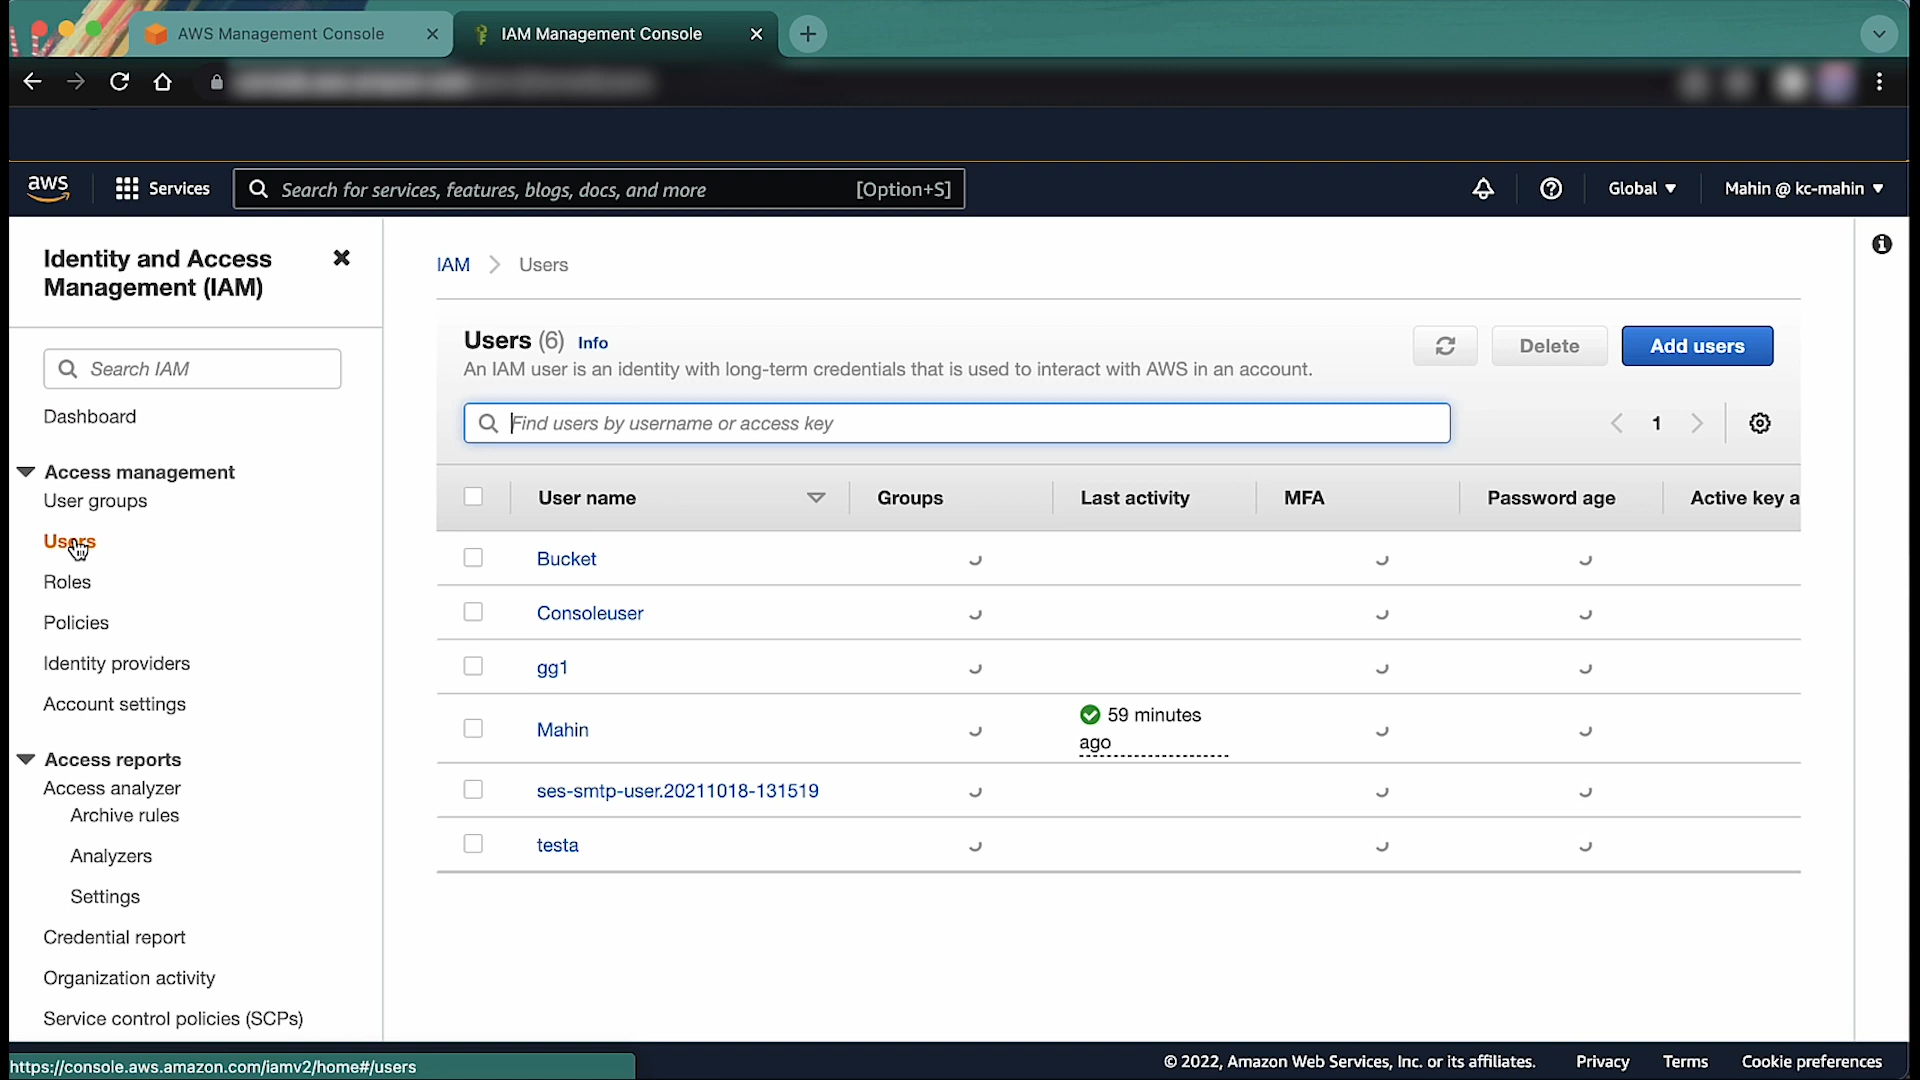 AWS Management Console
IAM Management Console
aws
Services
Search for services, features, blogs, docs, and more
[Option+S]
Global
Mahin @ kc-mahin
Identity and Access
Management (IAM)
Search IAM
Dashboard
Access management
User groups
Users
Roles
Policies
Identity providers
Account settings
Access reports
Access analyzer
Archive rules
Analyzers
Settings
Credential report
Organization activity
Service control policies (SCPs)
IAM
Users
Users (6) Info
An IAM user is an identity with long-term credentials that is used to interact with AWS in an account.
Delete
Add users
Find users by username or access key
1
User name Groups Last activity MFA Password age Active key a
Bucket
Consoleuser
gg1
Mahin 59 minutes
ago
ses-smtp-user.20211018-131519
testa
https://console.aws.amazon.com/iamv2/home#/users
© 2022, Amazon Web Services, Inc. or its affiliates. Privacy Terms Cookie preferences